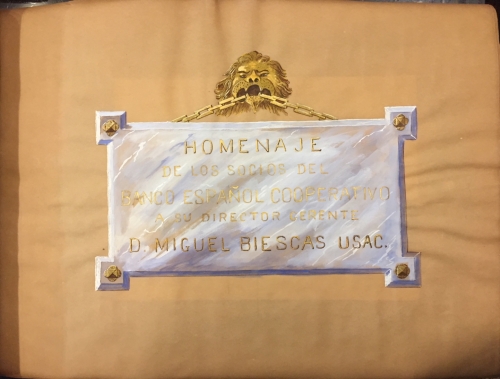 HOMENAJE
DE LOS SOCIOS DEL
BANCO ESPAÑOL COOPERATIVO
A SU DIRECTOR GERENTE
D. MIGUEL BIESCAS USAC.